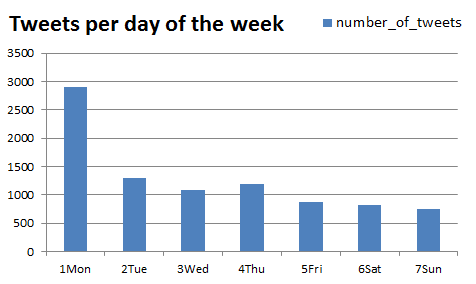 Tweets per day of the week
number_of_tweets
3500
3000
2500
2000
1500
1000
500
0
1Mon 2Tue 3Wed 4Thu 5Fri 6Sat 7Sun